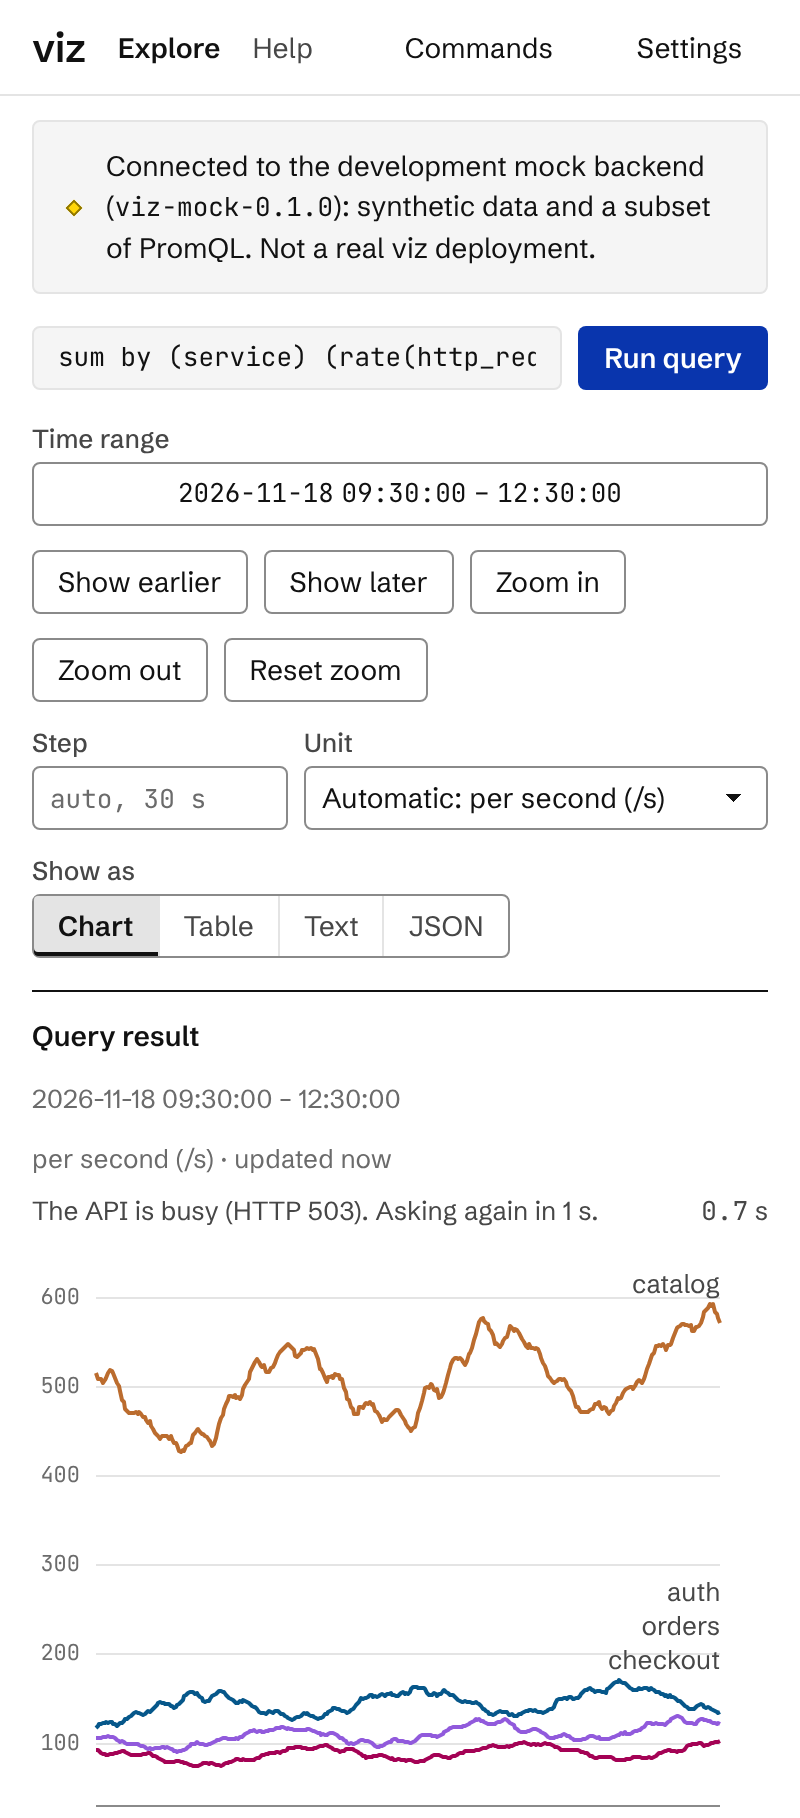 viz Explore Help Commands Settings
Connected to the development mock backend
(viz-mock-0.1.0): synthetic data and a subset
of PromQL. Not a real viz deployment.
sum by (service) (rate(http_req Run query
Time range
2026-11-18 09:30:00 – 12:30:00
Show earlier Show later Zoom in
Zoom out Reset zoom
Step Unit
auto, 30 s Automatic: per second (/s)
Show as
Chart Table Text JSON
Query result
2026-11-18 09:30:00 – 12:30:00
per second (/s) · updated now
The API is busy (HTTP 503). Asking again in 1 s. 0.7 s
catalog
600
500
400
300
auth
orders
200
checkout
100